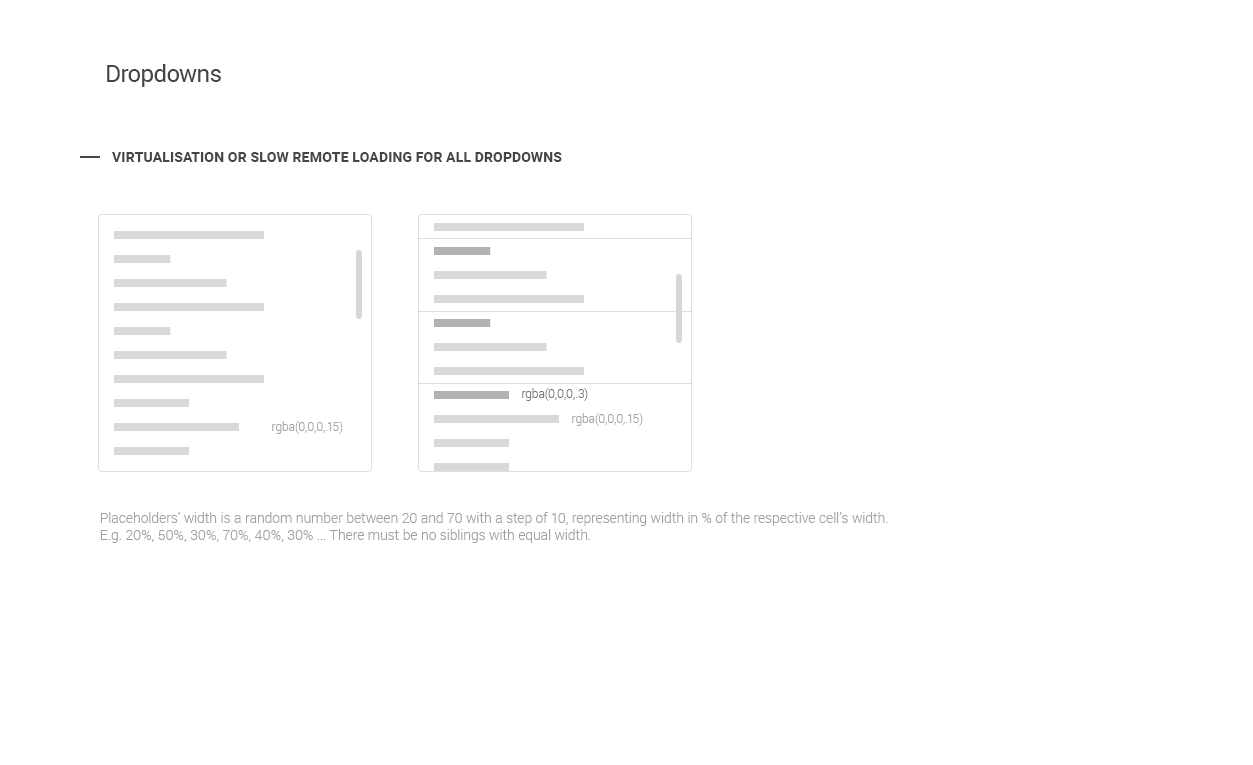 Dropdowns
VIRTUALISATION OR SLOW REMOTE LOADING FOR ALL DROPDOWNS
rgba(0,0,0,.15)
rgba(0,0,0,.3)
rgba(0,0,0,.15)
Placeholders' width is a random number between 20 and 70 with a step of 10, representing width in % of the respective cell's width.
E.g. 20%, 50%, 30%, 70%, 40%, 30% ... There must be no siblings with equal width.